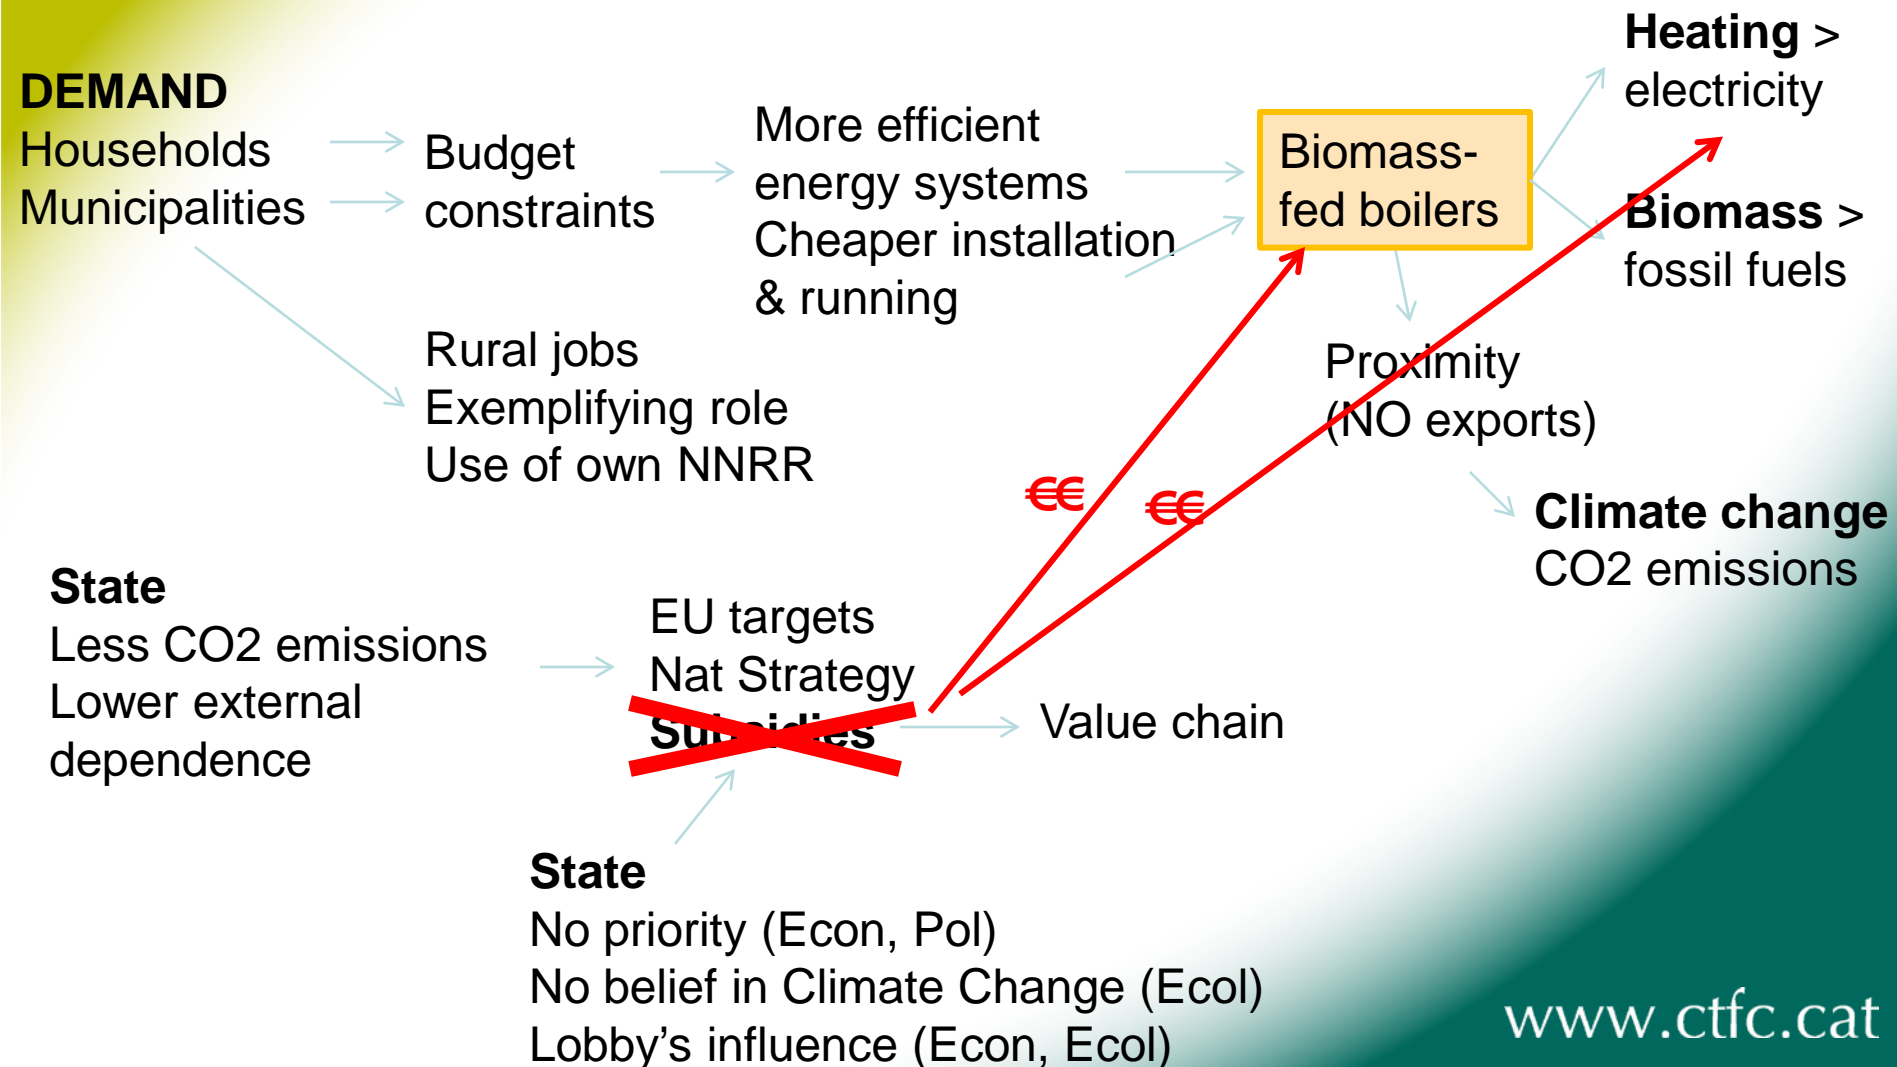 DEMAND
Households
Municipalities
Budget
constraints
More efficient
energy systems
Cheaper installation
& running
Biomass-
fed boilers
Heating >
electricity
Biomass >
fossil fuels
Rural jobs
Exemplifying role
Use of own NNRR
Proximity
(NO exports)
€€
€€
Climate change
CO2 emissions
State
Less CO2 emissions
Lower external
dependence
EU targets
Nat Strategy
Subsidies
Value chain
State
No priority (Econ, Pol)
No belief in Climate Change (Ecol)
Lobby’s influence (Econ, Ecol)
www.ctfc.cat